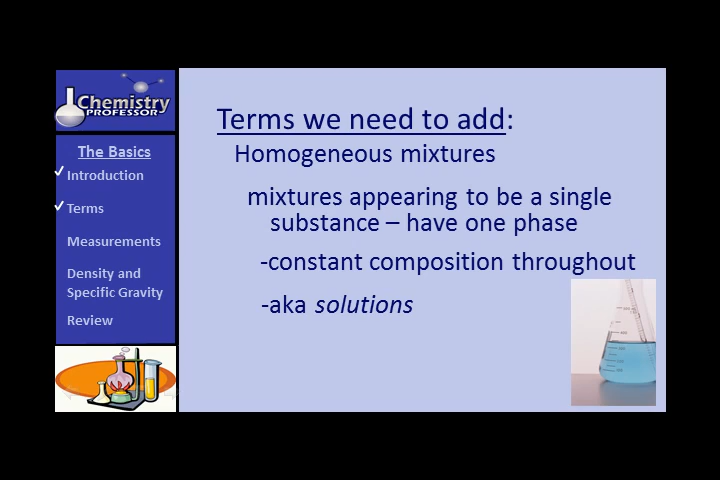 Chemistry
PROFESSOR
The Basics
Introduction
Terms
Measurements
Density and
Specific Gravity
Review
Terms we need to add:
Homogeneous mixtures
mixtures appearing to be a single
substance – have one phase
-constant composition throughout
-aka solutions